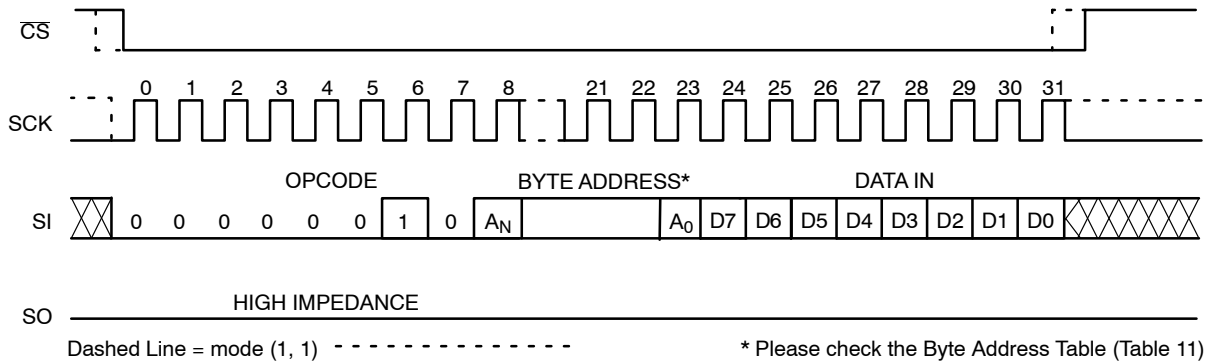 CS
0 1 2 3 4 5 6 7 8 21 22 23 24 25 26 27 28 29 30 31
SCK
OPCODE BYTE ADDRESS* DATA IN
SI 0 0 0 0 0 0 1 0 AN A0 D7 D6 D5 D4 D3 D2 D1 D0
HIGH IMPEDANCE
SO
Dashed Line = mode (1, 1) * Please check the Byte Address Table (Table 11)